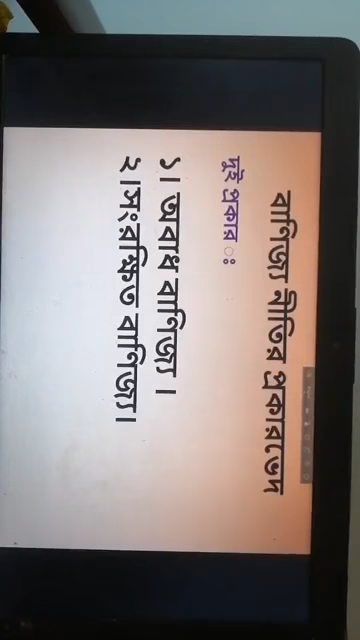 বাণিজ্য নীতির প্রকারভেদ
দুই প্রকার ঃ
১। অবাধ বাণিজ্য ।
২।সংরক্ষিত বাণিজ্য।